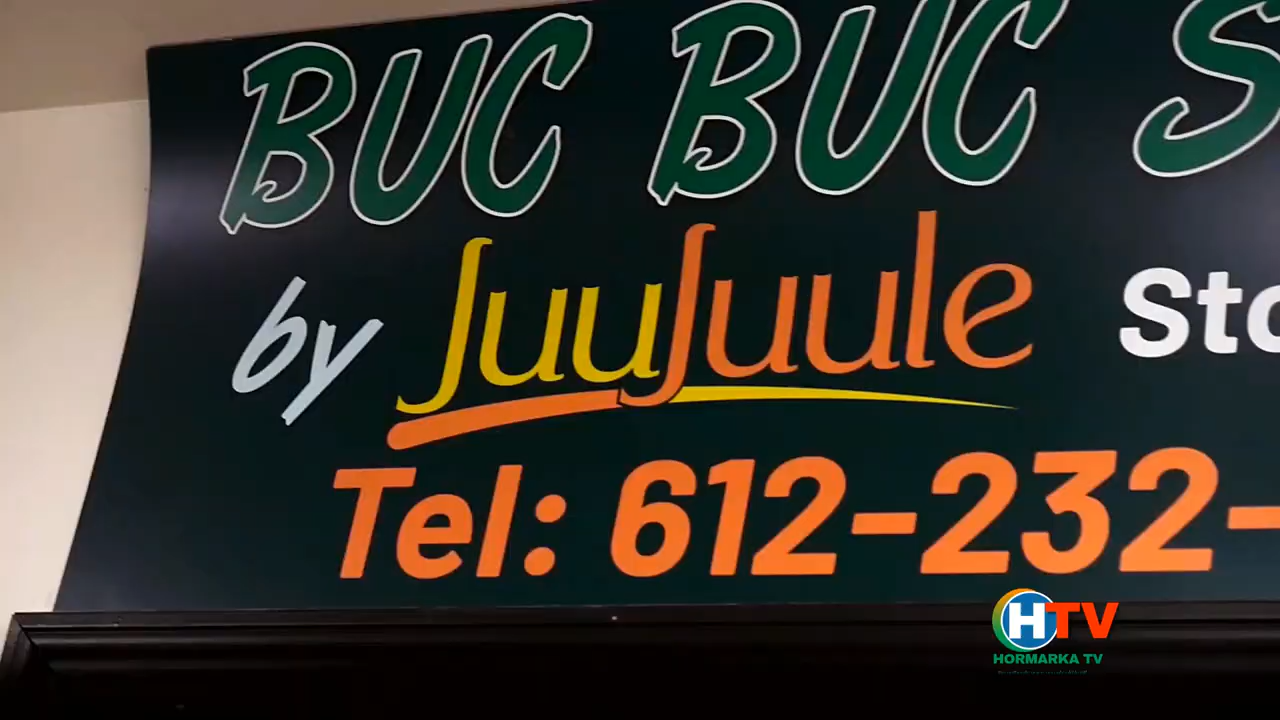 BUC BUC S
by JuuJuule Sto
Tel: 612-232-
HTV
HORMARKA TV